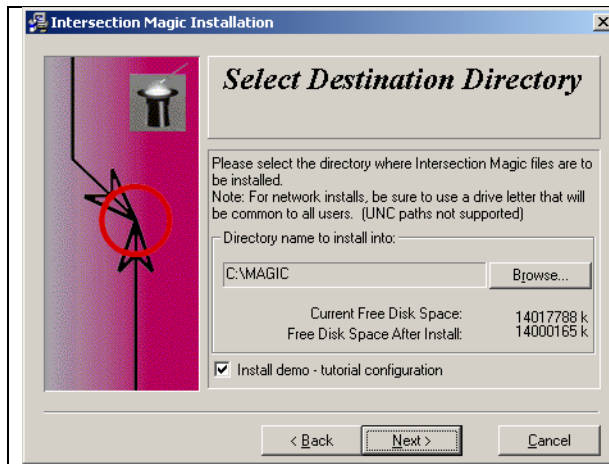 Intersection Magic Installation
Select Destination Directory
Please select the directory where Intersection Magic files are to
be installed.
Note: For network installs, be sure to use a drive letter that will
be common to all users.  (UNC paths not supported)
Directory name to install into:
C:\MAGIC
Browse...
Current Free Disk Space: 14017788 k
Free Disk Space After Install: 14000165 k
Install demo - tutorial configuration
< Back
Next >
Cancel